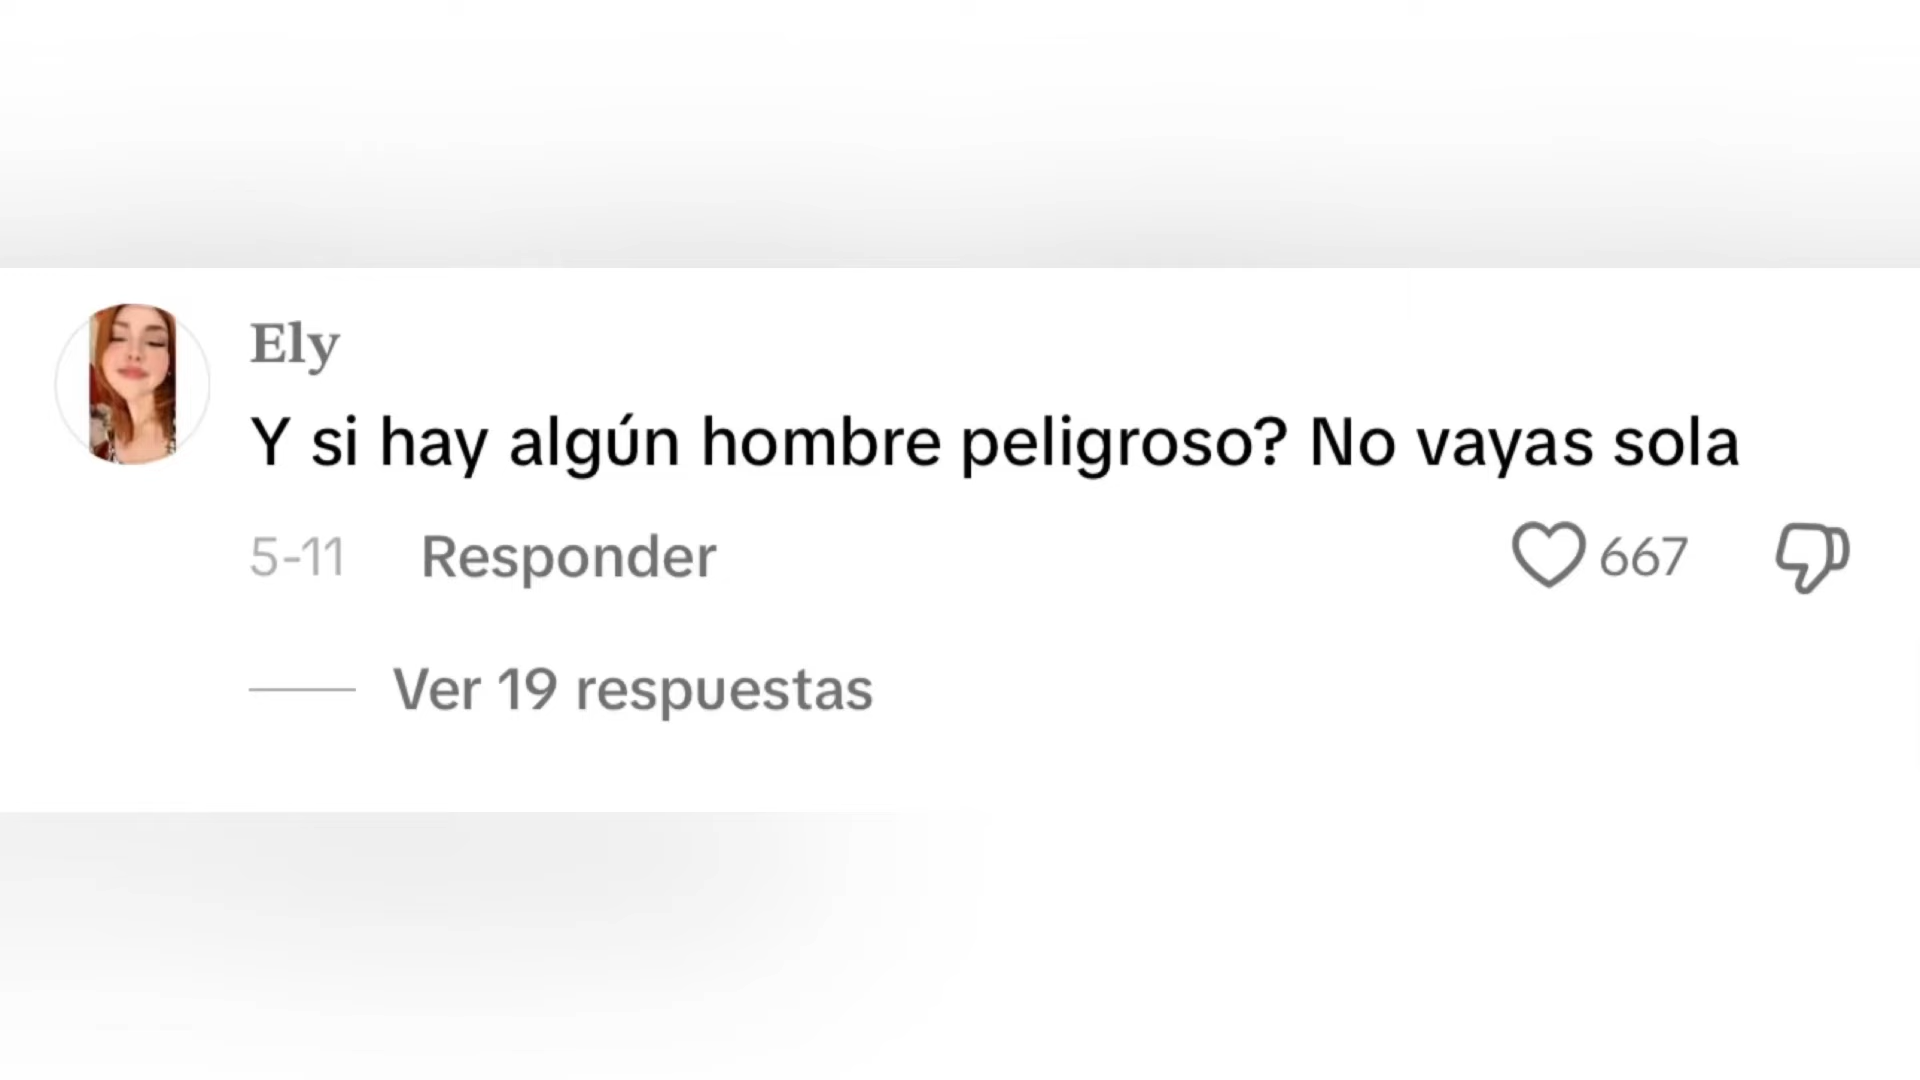 Ely
Y si hay algún hombre peligroso? No vayas sola
5-11 Responder 667
Ver 19 respuestas